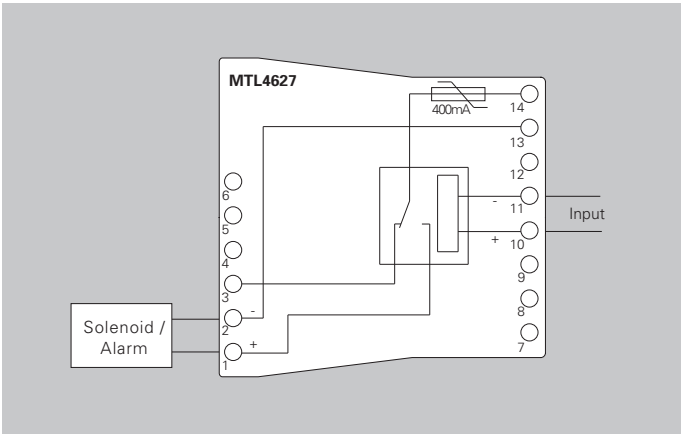 MTL4627
400mA
14
13
12
- 11
Input
+ 10
9
8
7
6
5
4
3
Solenoid /
Alarm
2 -
1 +